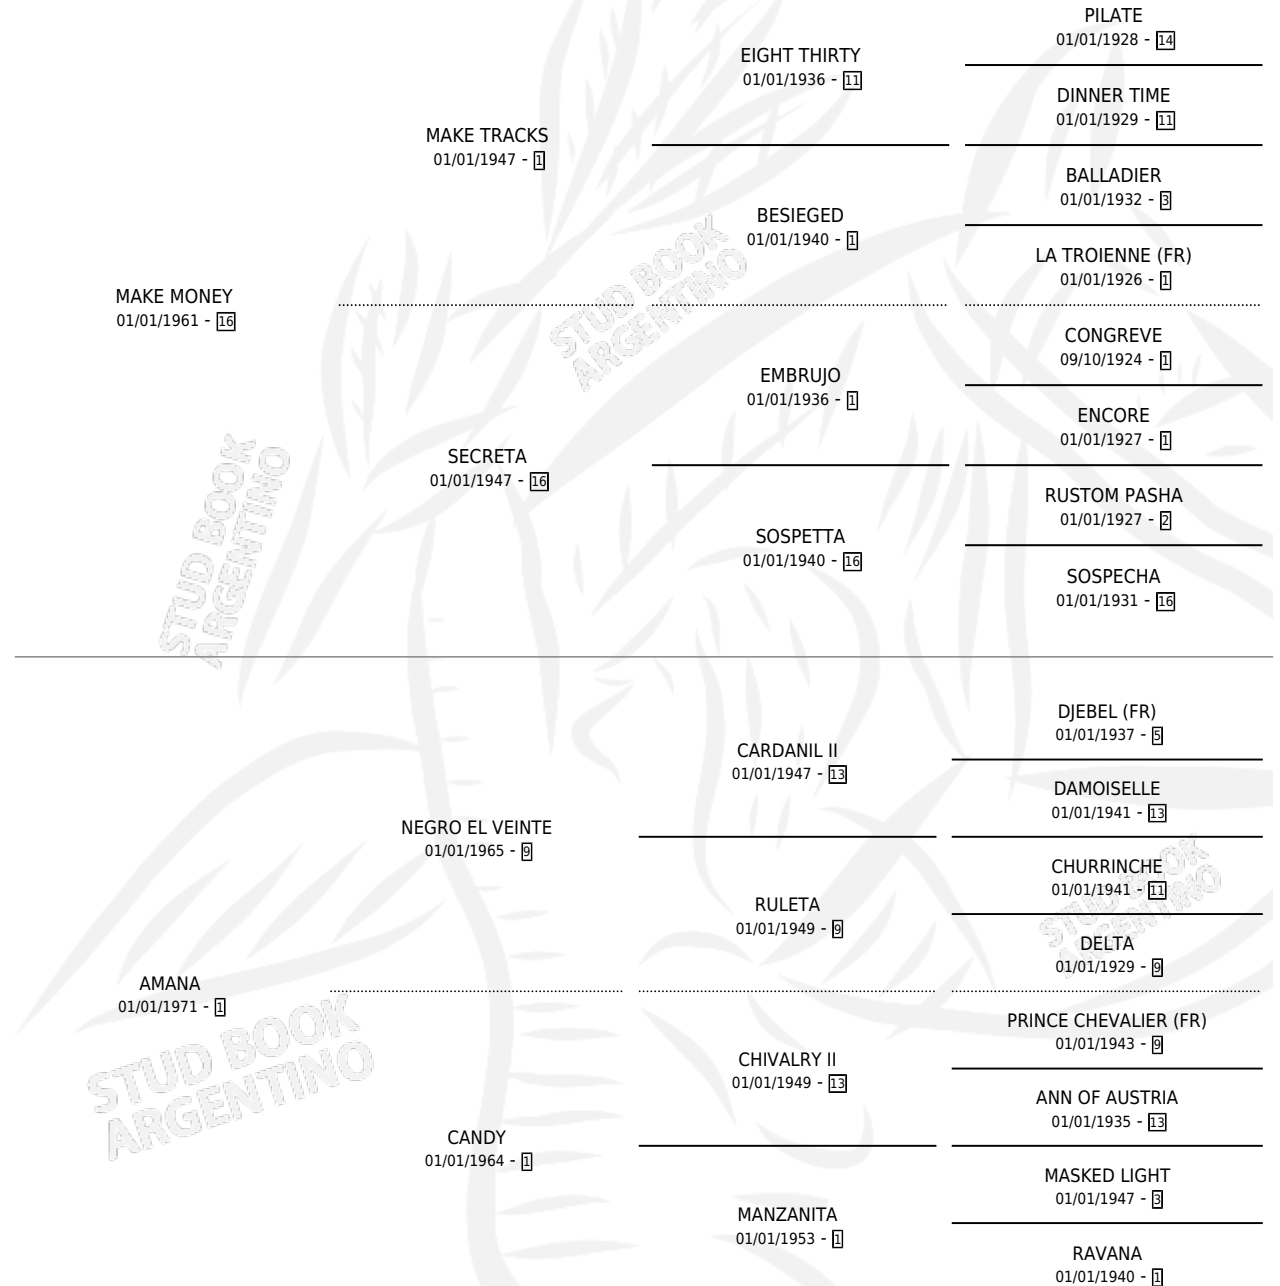 PILATE
01/01/1928 - 14
EIGHT THIRTY
01/01/1936 - 11
DINNER TIME
01/01/1929 - 11
MAKE TRACKS
01/01/1947 - 1
BALLADIER
01/01/1932 - 3
BESIEGED
01/01/1940 - 1
LA TROIENNE (FR)
01/01/1926 - 1
MAKE MONEY
01/01/1961 - 16
STUD BOOK
ARGENTINO
CONGREVE
09/10/1924 - 1
EMBRUJO
01/01/1936 - 1
ENCORE
01/01/1927 - 1
SECRETA
01/01/1947 - 16
RUSTOM PASHA
01/01/1927 - 2
SOSPETTA
01/01/1940 - 16
SOSPECHA
01/01/1931 - 16
STUD BOOK
ARGENTINO
DJEBEL (FR)
01/01/1937 - 5
CARDANIL II
01/01/1947 - 13
DAMOISELLE
01/01/1941 - 13
NEGRO EL VEINTE
01/01/1965 - 9
CHURRINCHE
01/01/1941 - 11
RULETA
01/01/1949 - 9
DELTA
01/01/1929 - 9
STUD BOOK
ARGENTINO
AMANA
01/01/1971 - 1
PRINCE CHEVALIER (FR)
01/01/1943 - 9
CHIVALRY II
01/01/1949 - 13
ANN OF AUSTRIA
01/01/1935 - 13
STUD BOOK
ARGENTINO
CANDY
01/01/1964 - 1
MASKED LIGHT
01/01/1947 - 3
MANZANITA
01/01/1953 - 1
RAVANA
01/01/1940 - 1